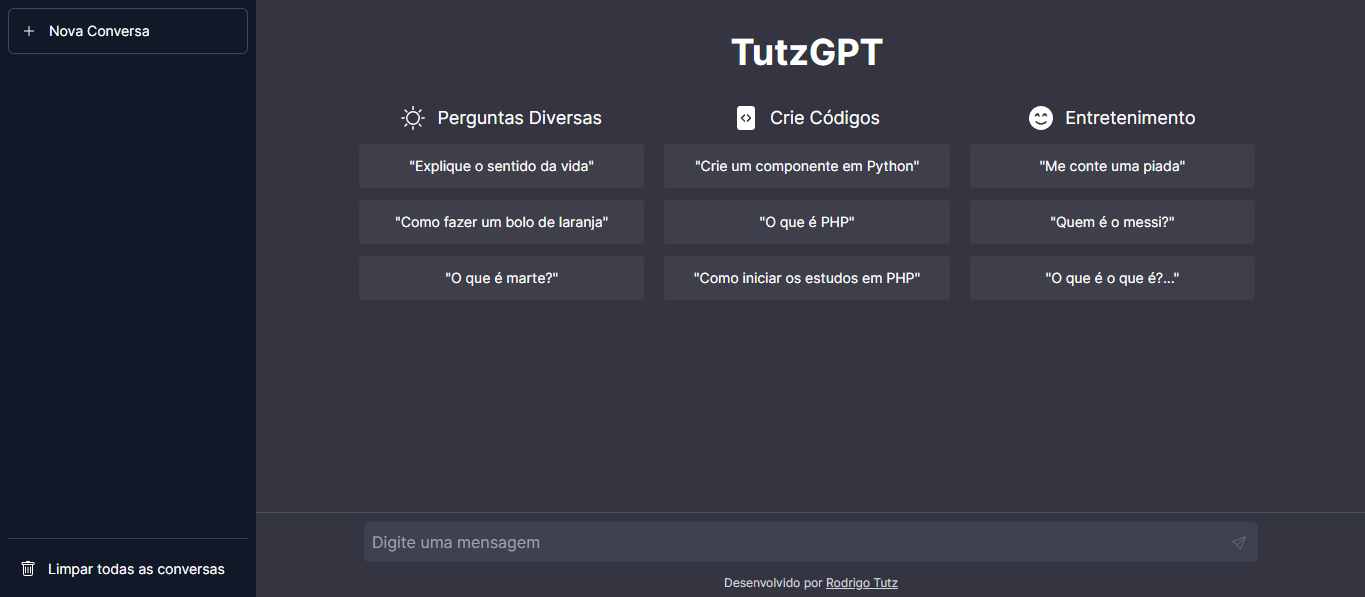 Nova Conversa
TutzGPT
Perguntas Diversas
"Explique o sentido da vida"
"Como fazer um bolo de laranja"
"O que é marte?"
Crie Códigos
"Crie um componente em Python"
"O que é PHP"
"Como iniciar os estudos em PHP"
Entretenimento
"Me conte uma piada"
"Quem é o messi?"
"O que é o que é?..."
Limpar todas as conversas
Digite uma mensagem
Desenvolvido por Rodrigo Tutz